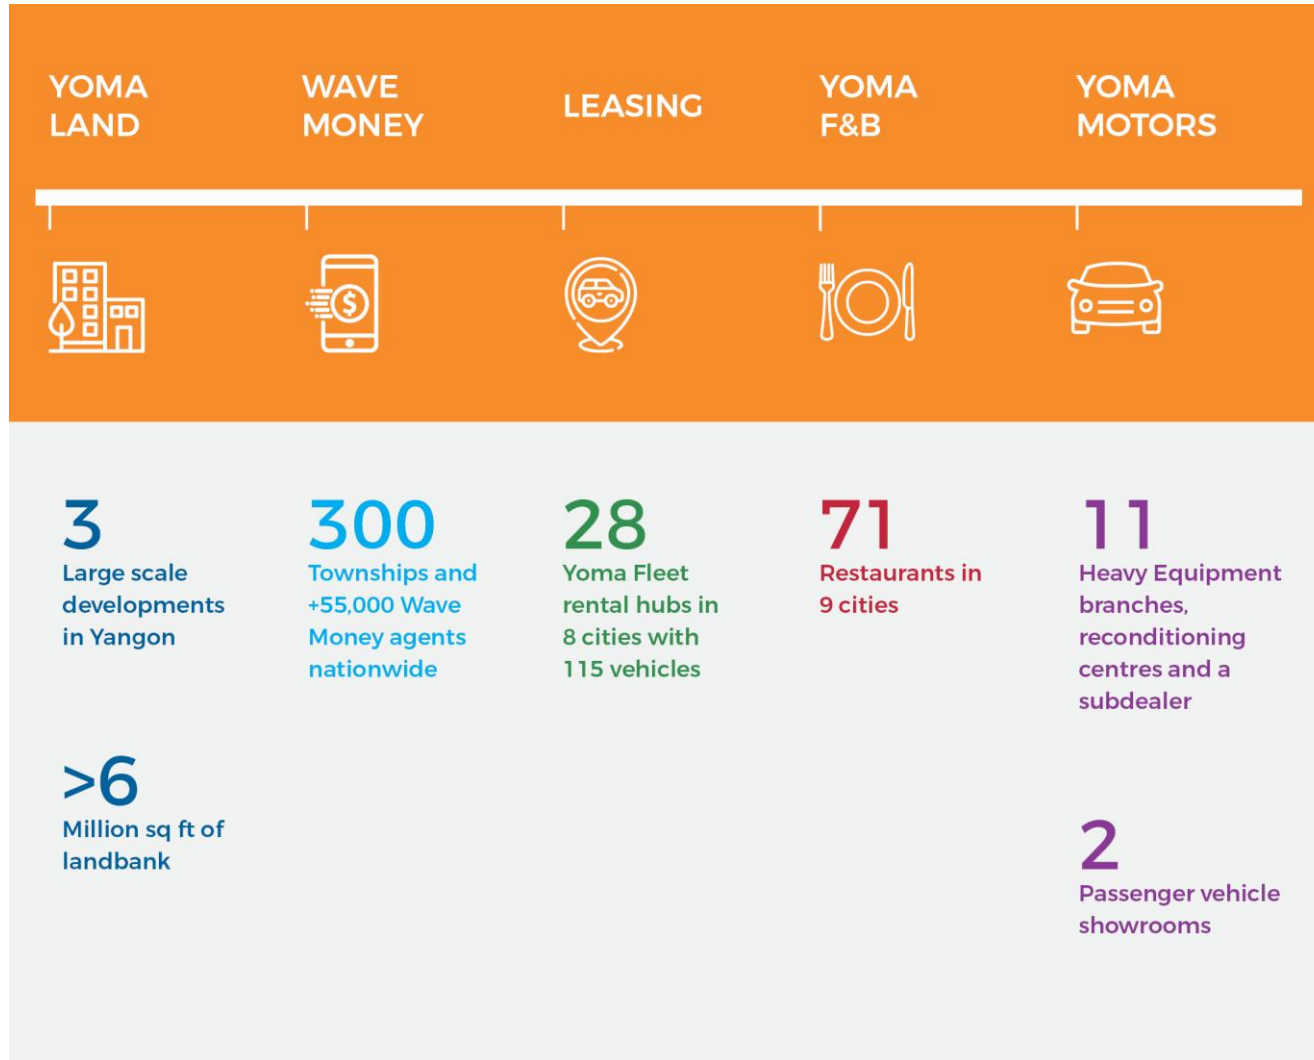 YOMA
LAND
WAVE
MONEY
LEASING
YOMA
F&B
YOMA
MOTORS
$
3
Large scale
developments
in Yangon
>6
Million sq ft of
landbank
300
Townships and
+55,000 Wave
Money agents
nationwide
28
Yoma Fleet
rental hubs in
8 cities with
115 vehicles
71
Restaurants in
9 cities
11
Heavy Equipment
branches,
reconditioning
centres and a
subdealer
2
Passenger vehicle
showrooms